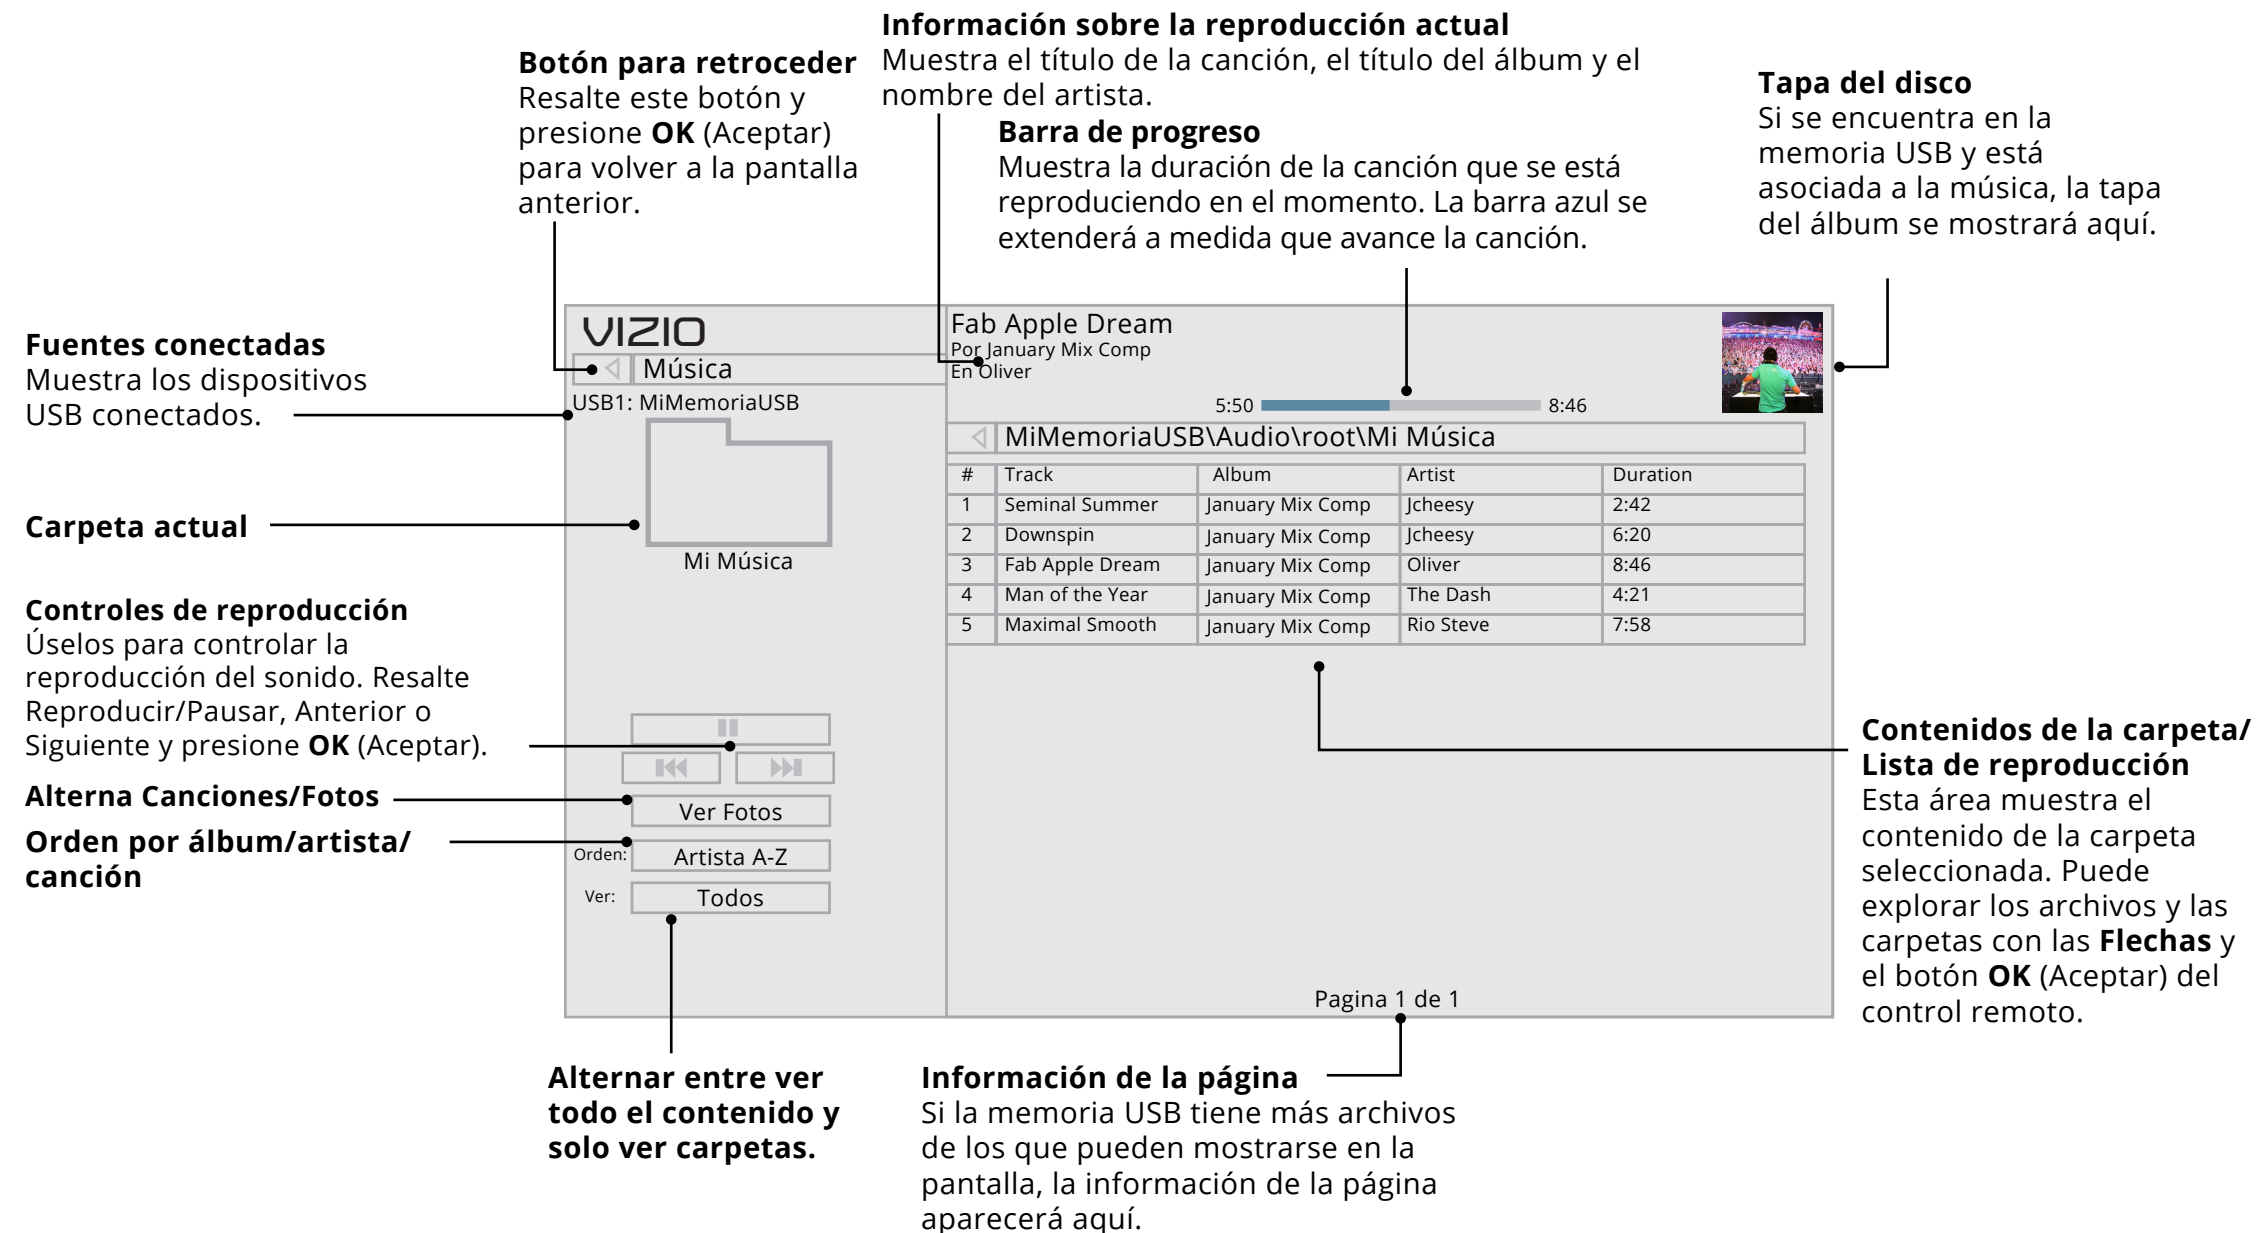 Información sobre la reproducción actual
Muestra el título de la canción, el título del álbum y el
nombre del artista.
Botón para retroceder
Resalte este botón y
presione OK (Aceptar)
para volver a la pantalla
anterior.
Barra de progreso
Muestra la duración de la canción que se está
reproduciendo en el momento. La barra azul se
extenderá a medida que avance la canción.
Tapa del disco
Si se encuentra en la
memoria USB y está
asociada a la música, la tapa
del álbum se mostrará aquí.
Fuentes conectadas
Muestra los dispositivos
USB conectados.
Carpeta actual
Controles de reproducción
Úselos para controlar la
reproducción del sonido. Resalte
Reproducir/Pausar, Anterior o
Siguiente y presione OK (Aceptar).
Alterna Canciones/Fotos
Orden por álbum/artista/
canción
VIZIO
Música
USB1: MiMemoriaUSB
Mi Música
Ver Fotos
Orden: Artista A-Z
Ver: Todos
Fab Apple Dream
Por January Mix Comp
En Oliver
5:50 8:46
MiMemoriaUSB\Audio\root\Mi Música
# Track Album Artist Duration
1 Seminal Summer January Mix Comp Jcheesy 2:42
2 Downspin January Mix Comp Jcheesy 6:20
3 Fab Apple Dream January Mix Comp Oliver 8:46
4 Man of the Year January Mix Comp The Dash 4:21
5 Maximal Smooth January Mix Comp Rio Steve 7:58
Pagina 1 de 1
Contenidos de la carpeta/
Lista de reproducción
Esta área muestra el
contenido de la carpeta
seleccionada. Puede
explorar los archivos y las
carpetas con las Flechas y
el botón OK (Aceptar) del
control remoto.
Alternar entre ver
todo el contenido y
solo ver carpetas.
Información de la página
Si la memoria USB tiene más archivos
de los que pueden mostrarse en la
pantalla, la información de la página
aparecerá aquí.